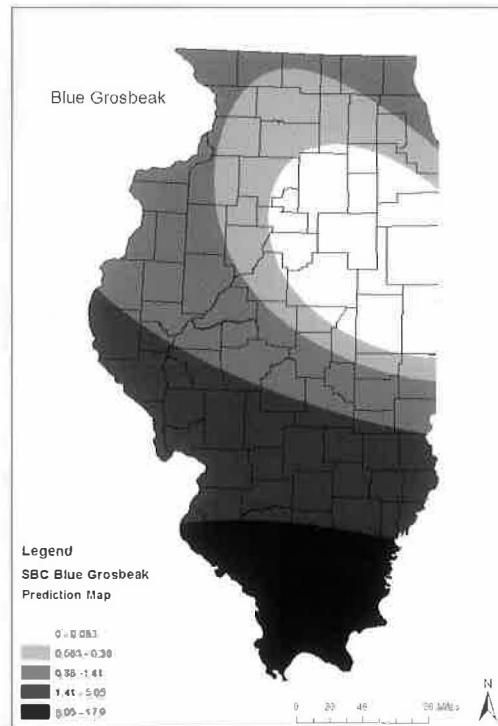 Blue Grosbeak
Legend
SBC Blue Grosbeak
Prediction Map
0 - 0.083
0.083 - 0.38
0.38 - 1.41
1.41 - 5.05
5.05 - 17.9
N
0 20 40 Miles